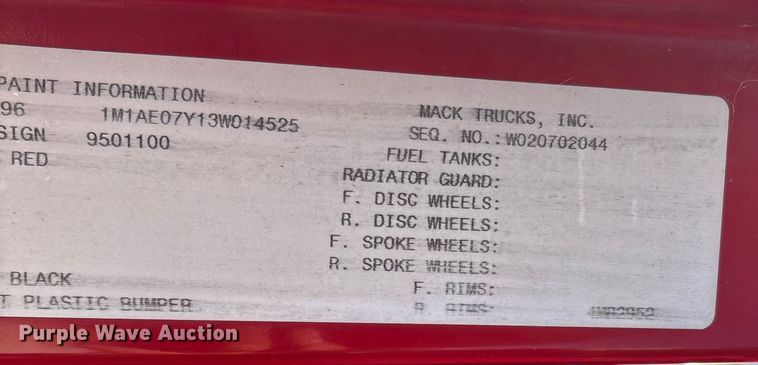 PAINT INFORMATION
96 1M1AE07Y13W014525
SIGN 9501100
RED
BLACK
T PLASTIC BUMPER
MACK TRUCKS, INC.
SEQ. NO.:W020702044
FUEL TANKS:
RADIATOR GUARD:
F. DISC WHEELS:
R. DISC WHEELS:
F. SPOKE WHEELS:
R. SPOKE WHEELS:
F. RIMS:
R RIMS:
Purple Wave Auction